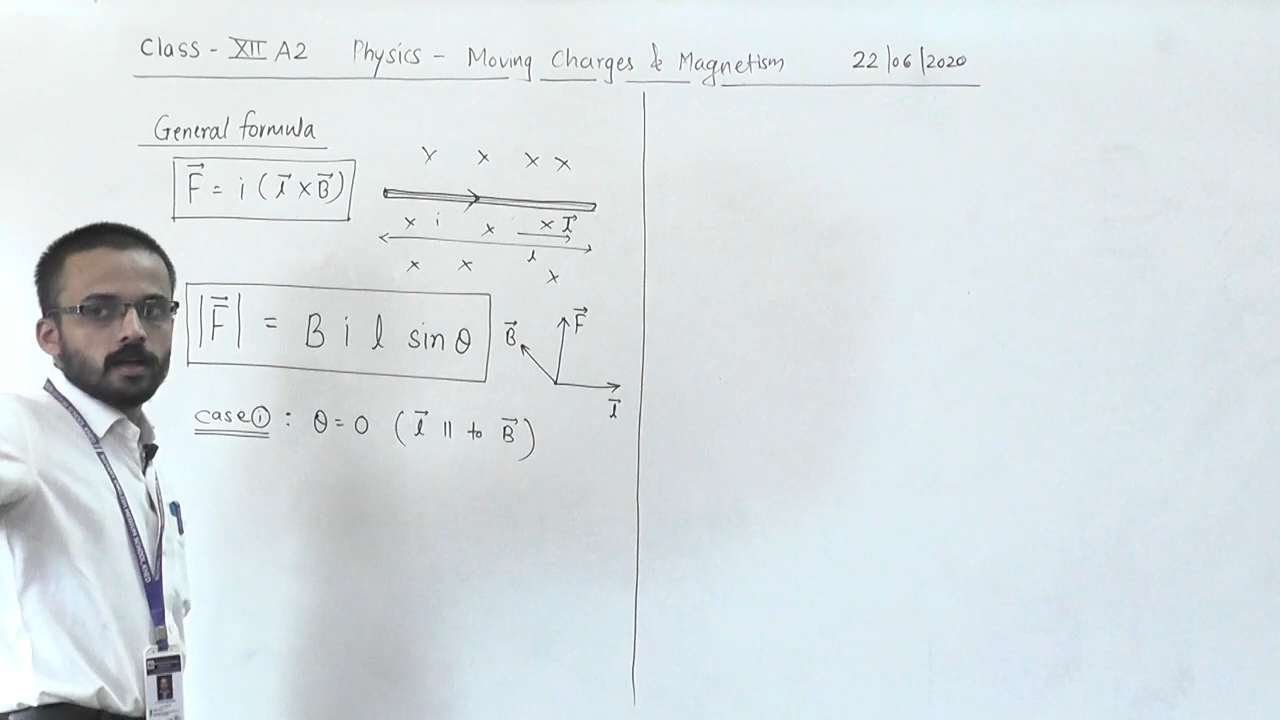 Class - XII A2 Physics - Moving Charges & Magnetism 22/06/2020
General formula
F⃗ = i (l⃗ × B⃗)
× × × ×
× i × × l⃗
l
× × ×
|F⃗| = B i l sin θ
B⃗ F⃗
l⃗
case ① : θ = 0 (l⃗ || to B⃗)